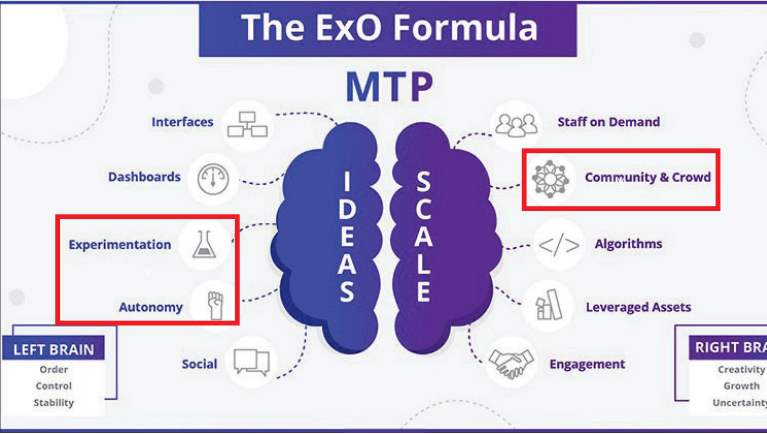 The ExO Formula
MTP
Interfaces
Dashboards
Experimentation
Autonomy
Social
IDEAS
SCALE
Staff on Demand
Community & Crowd
</> Algorithms
Leveraged Assets
Engagement
LEFT BRAIN
Order
Control
Stability
RIGHT BRA
Creativity
Growth
Uncertainty